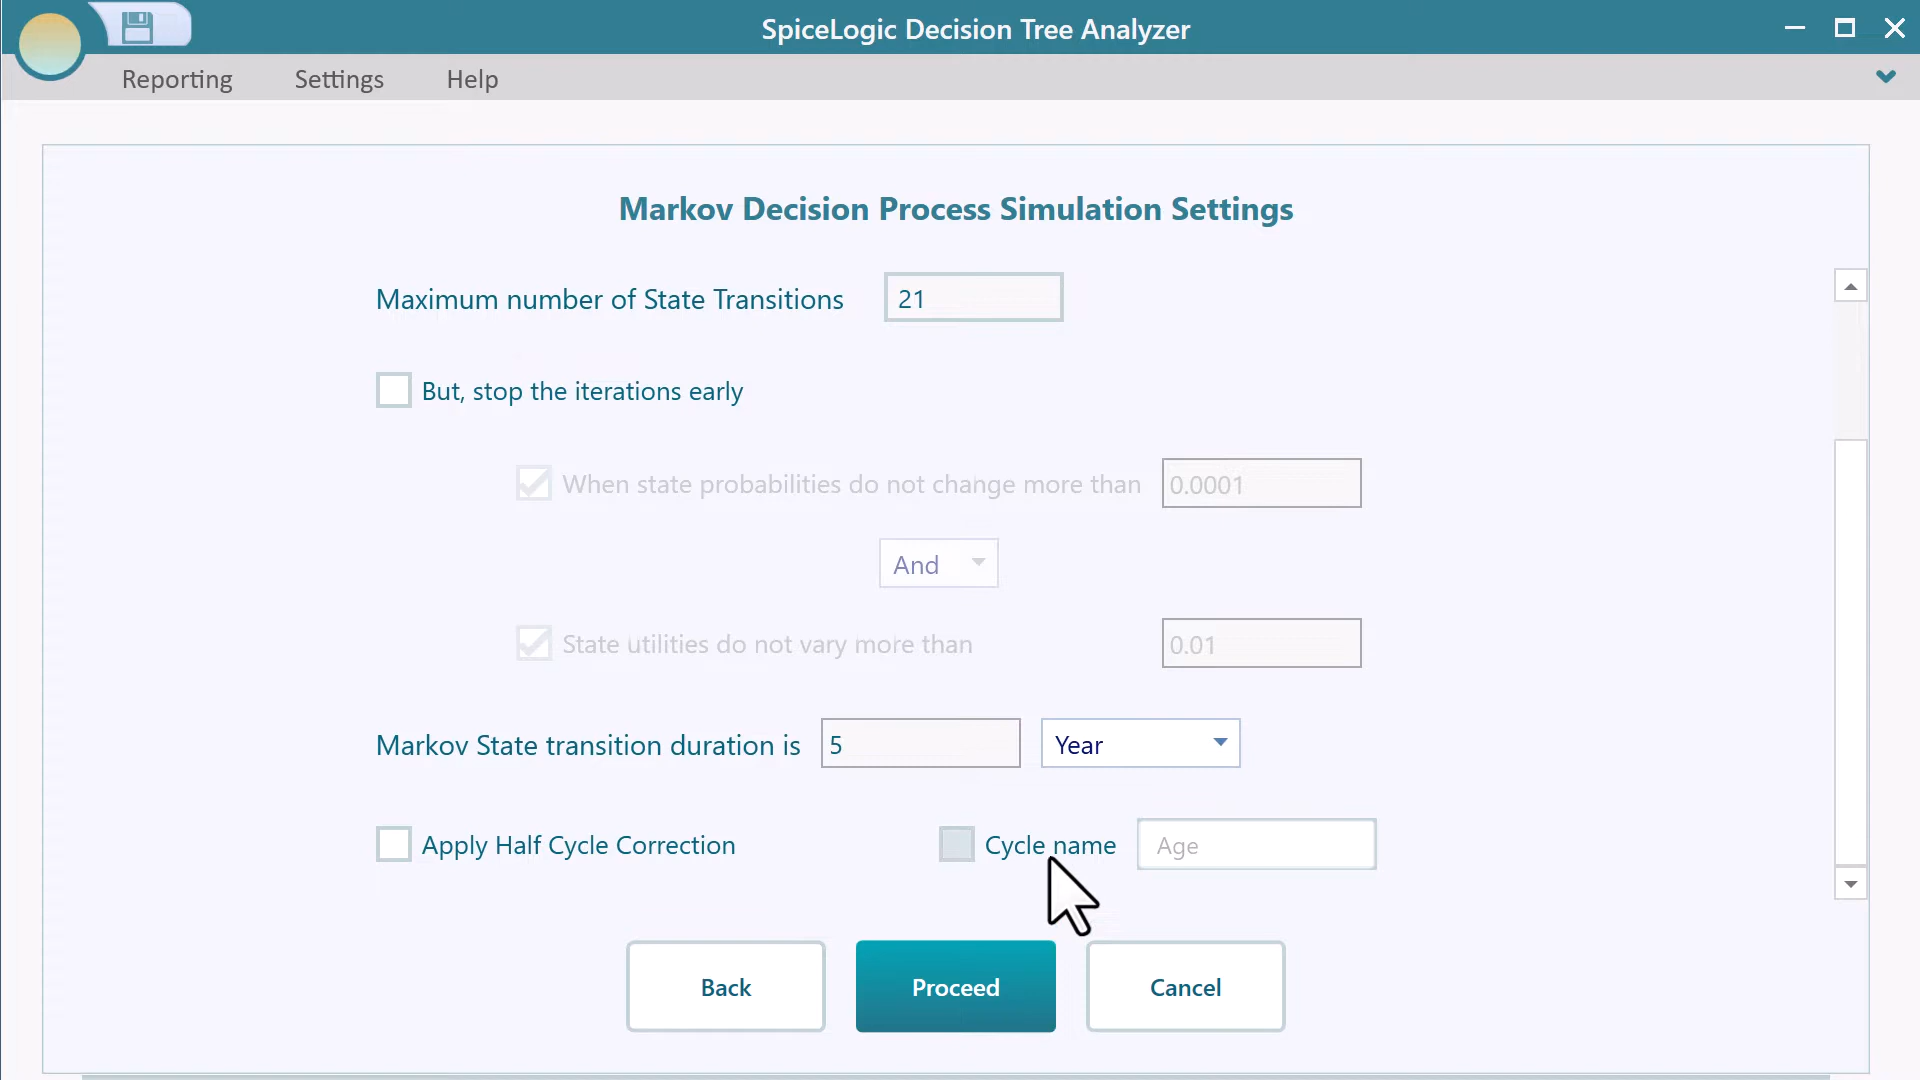 SpiceLogic Decision Tree Analyzer
Reporting Settings Help
Markov Decision Process Simulation Settings
Maximum number of State Transitions 21
But, stop the iterations early
When state probabilities do not change more than 0.0001
And
State utilities do not vary more than 0.01
Markov State transition duration is 5 Year
Apply Half Cycle Correction Cycle name Age
Back Proceed Cancel